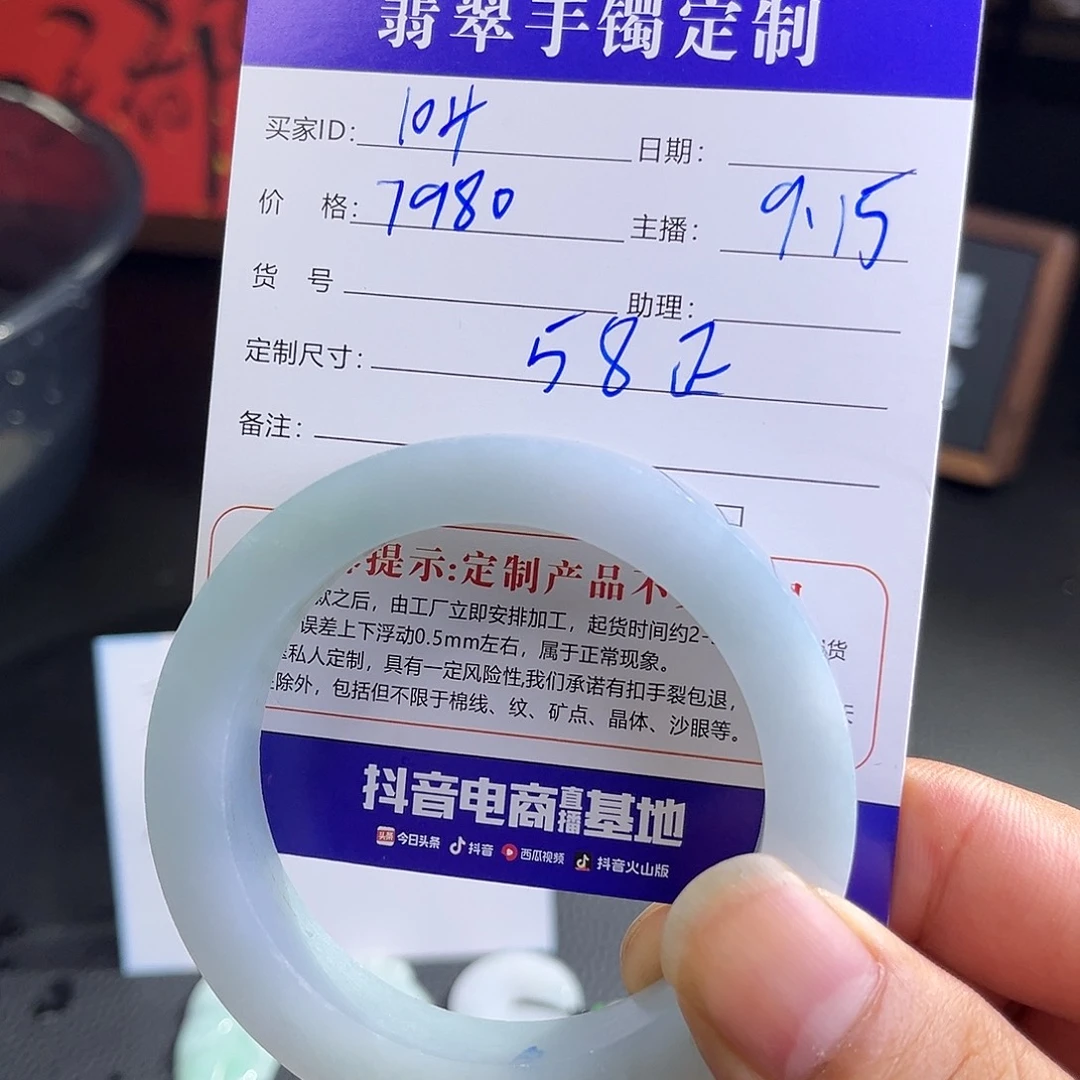 翡翠手镯定制
买家ID: 104 日期:
价 格: 7980 主播: 9.15
货 号 助理:
定制尺寸: 58正
备注:
提示:定制产品不
款之后，由工厂立即安排加工，起货时间约2-
误差上下浮动0.5mm左右，属于正常现象。
私人定制，具有一定风险性,我们承诺有扣手裂包退，
除外，包括但不限于棉线、纹、矿点、晶体、沙眼等。
抖音电商直播基地
头条 今日头条 抖音 西瓜视频 抖音火山版